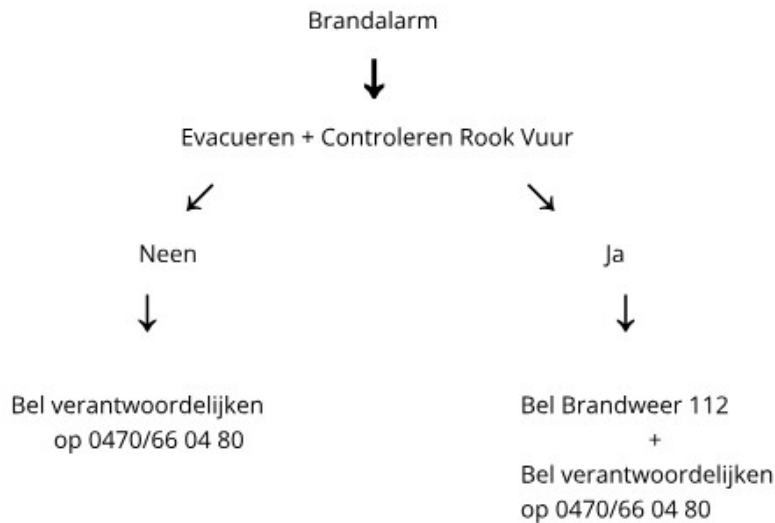 Brandalarm
Evacueren + Controleren Rook Vuur
Neen
Ja
Bel verantwoordelijken
op 0470/66 04 80
Bel Brandweer 112
+
Bel verantwoordelijken
op 0470/66 04 80